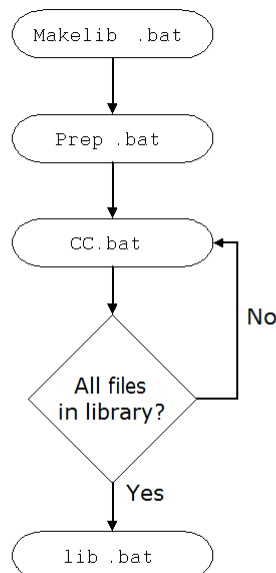 Makelib .bat
Prep .bat
CC.bat
No
All files
in library?
Yes
lib .bat